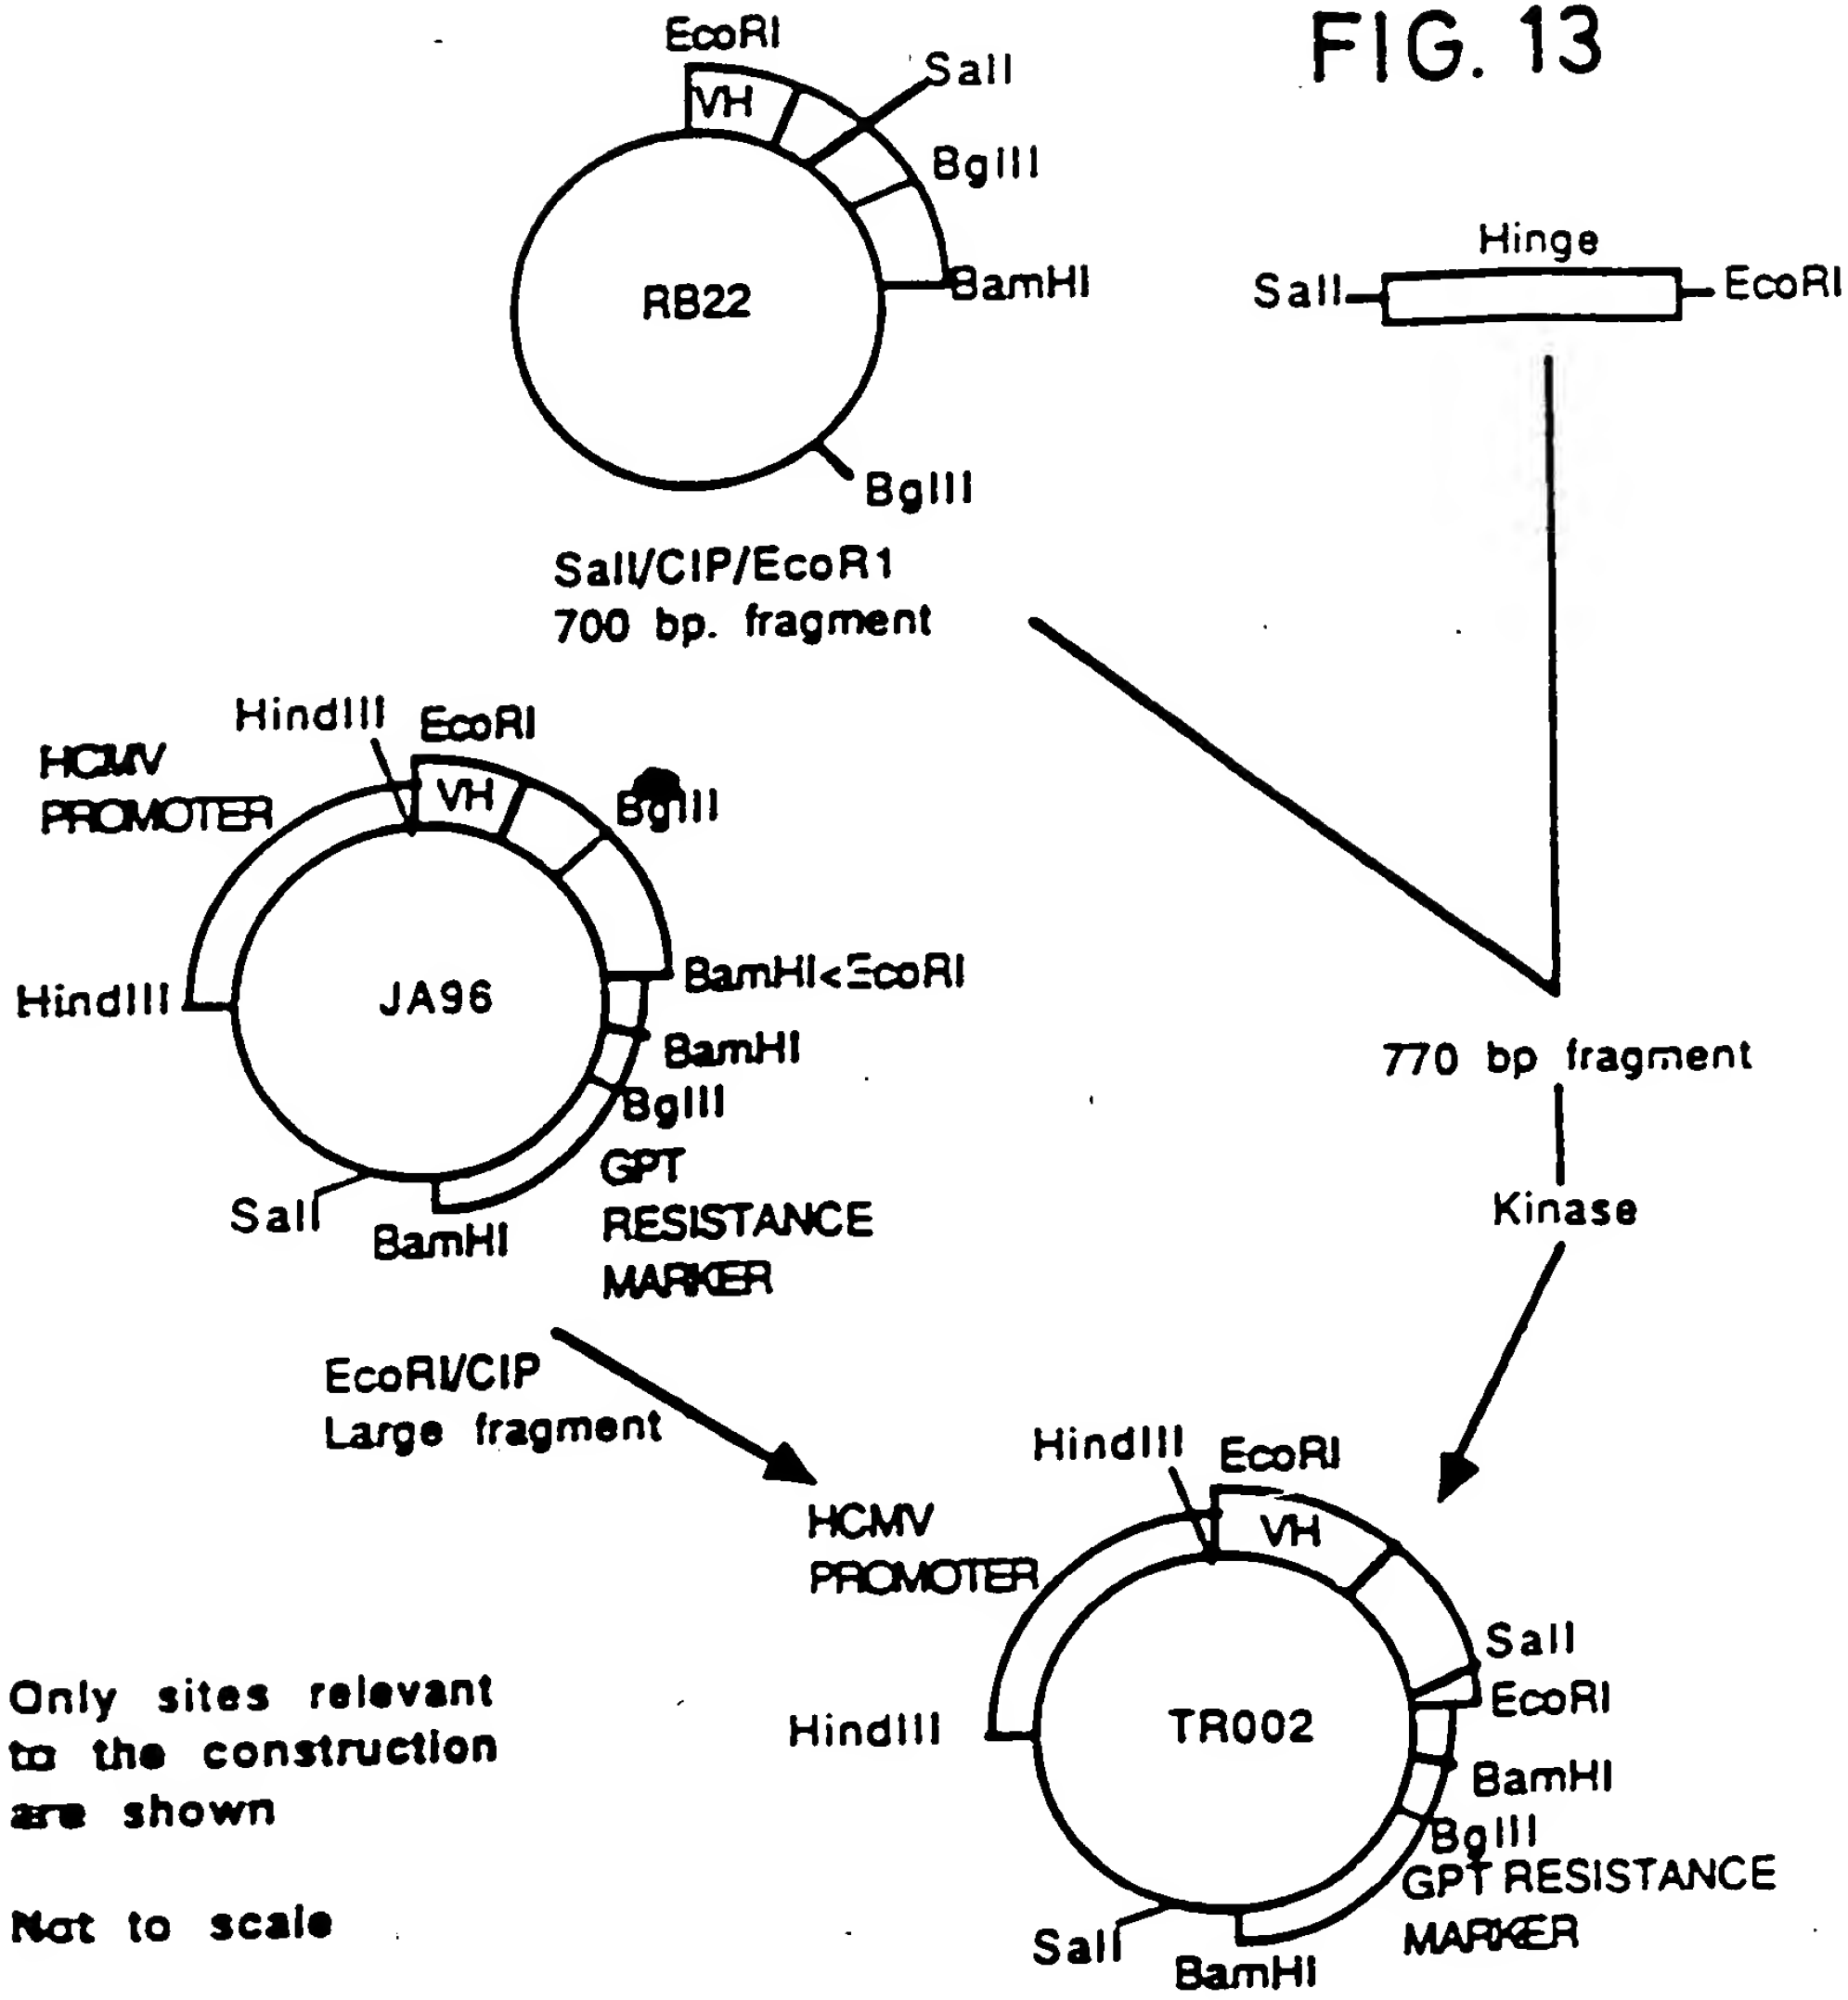 FIG. 13
EcoRI
VH
SalI
BglII
BamHI
RB22
BglII
Hinge
SalI
EcoRI
SalI/CIP/EcoR1
700 bp. fragment
HindIII
EcoRI
HCMV
PROMOTER
VH
BglII
HindIII
JA96
BamHI<EcoRI
BamHI
BglII
GPT
RESISTANCE
MARKER
SalI
BamHI
770 bp fragment
Kinase
EcoRI/CIP
Large fragment
HindIII
EcoRI
HCMV
PROMOTER
VH
SalI
EcoRI
HindIII
TR002
BamHI
BglII
GPT RESISTANCE
MARKER
SalI
BamHI
Only sites relevant
to the construction
are shown
Not to scale